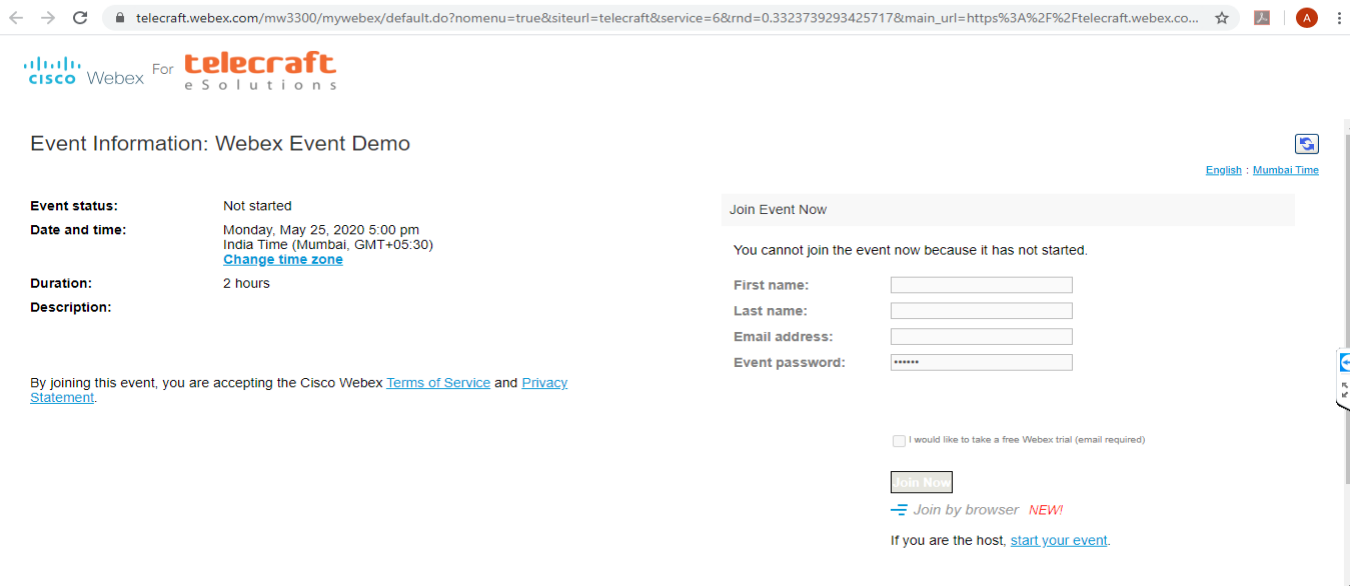 telecraft.webex.com/mw3300/mywebex/default.do?nomenu=true&siteurl=telecraft&service=6&rnd=0.3323739293425717&main_url=https%3A%2F%2Ftelecraft.webex.co...
A
cisco Webex For telecraft
eSolutions
Event Information: Webex Event Demo
English : Mumbai Time
Event status: Not started
Date and time: Monday, May 25, 2020 5:00 pm
India Time (Mumbai, GMT+05:30)
Change time zone
Duration: 2 hours
Description:
By joining this event, you are accepting the Cisco Webex Terms of Service and Privacy
Statement.
Join Event Now
You cannot join the event now because it has not started.
First name:
Last name:
Email address:
Event password: ••••••
I would like to take a free Webex trial (email required)
Join Now
Join by browser NEW!
If you are the host, start your event.